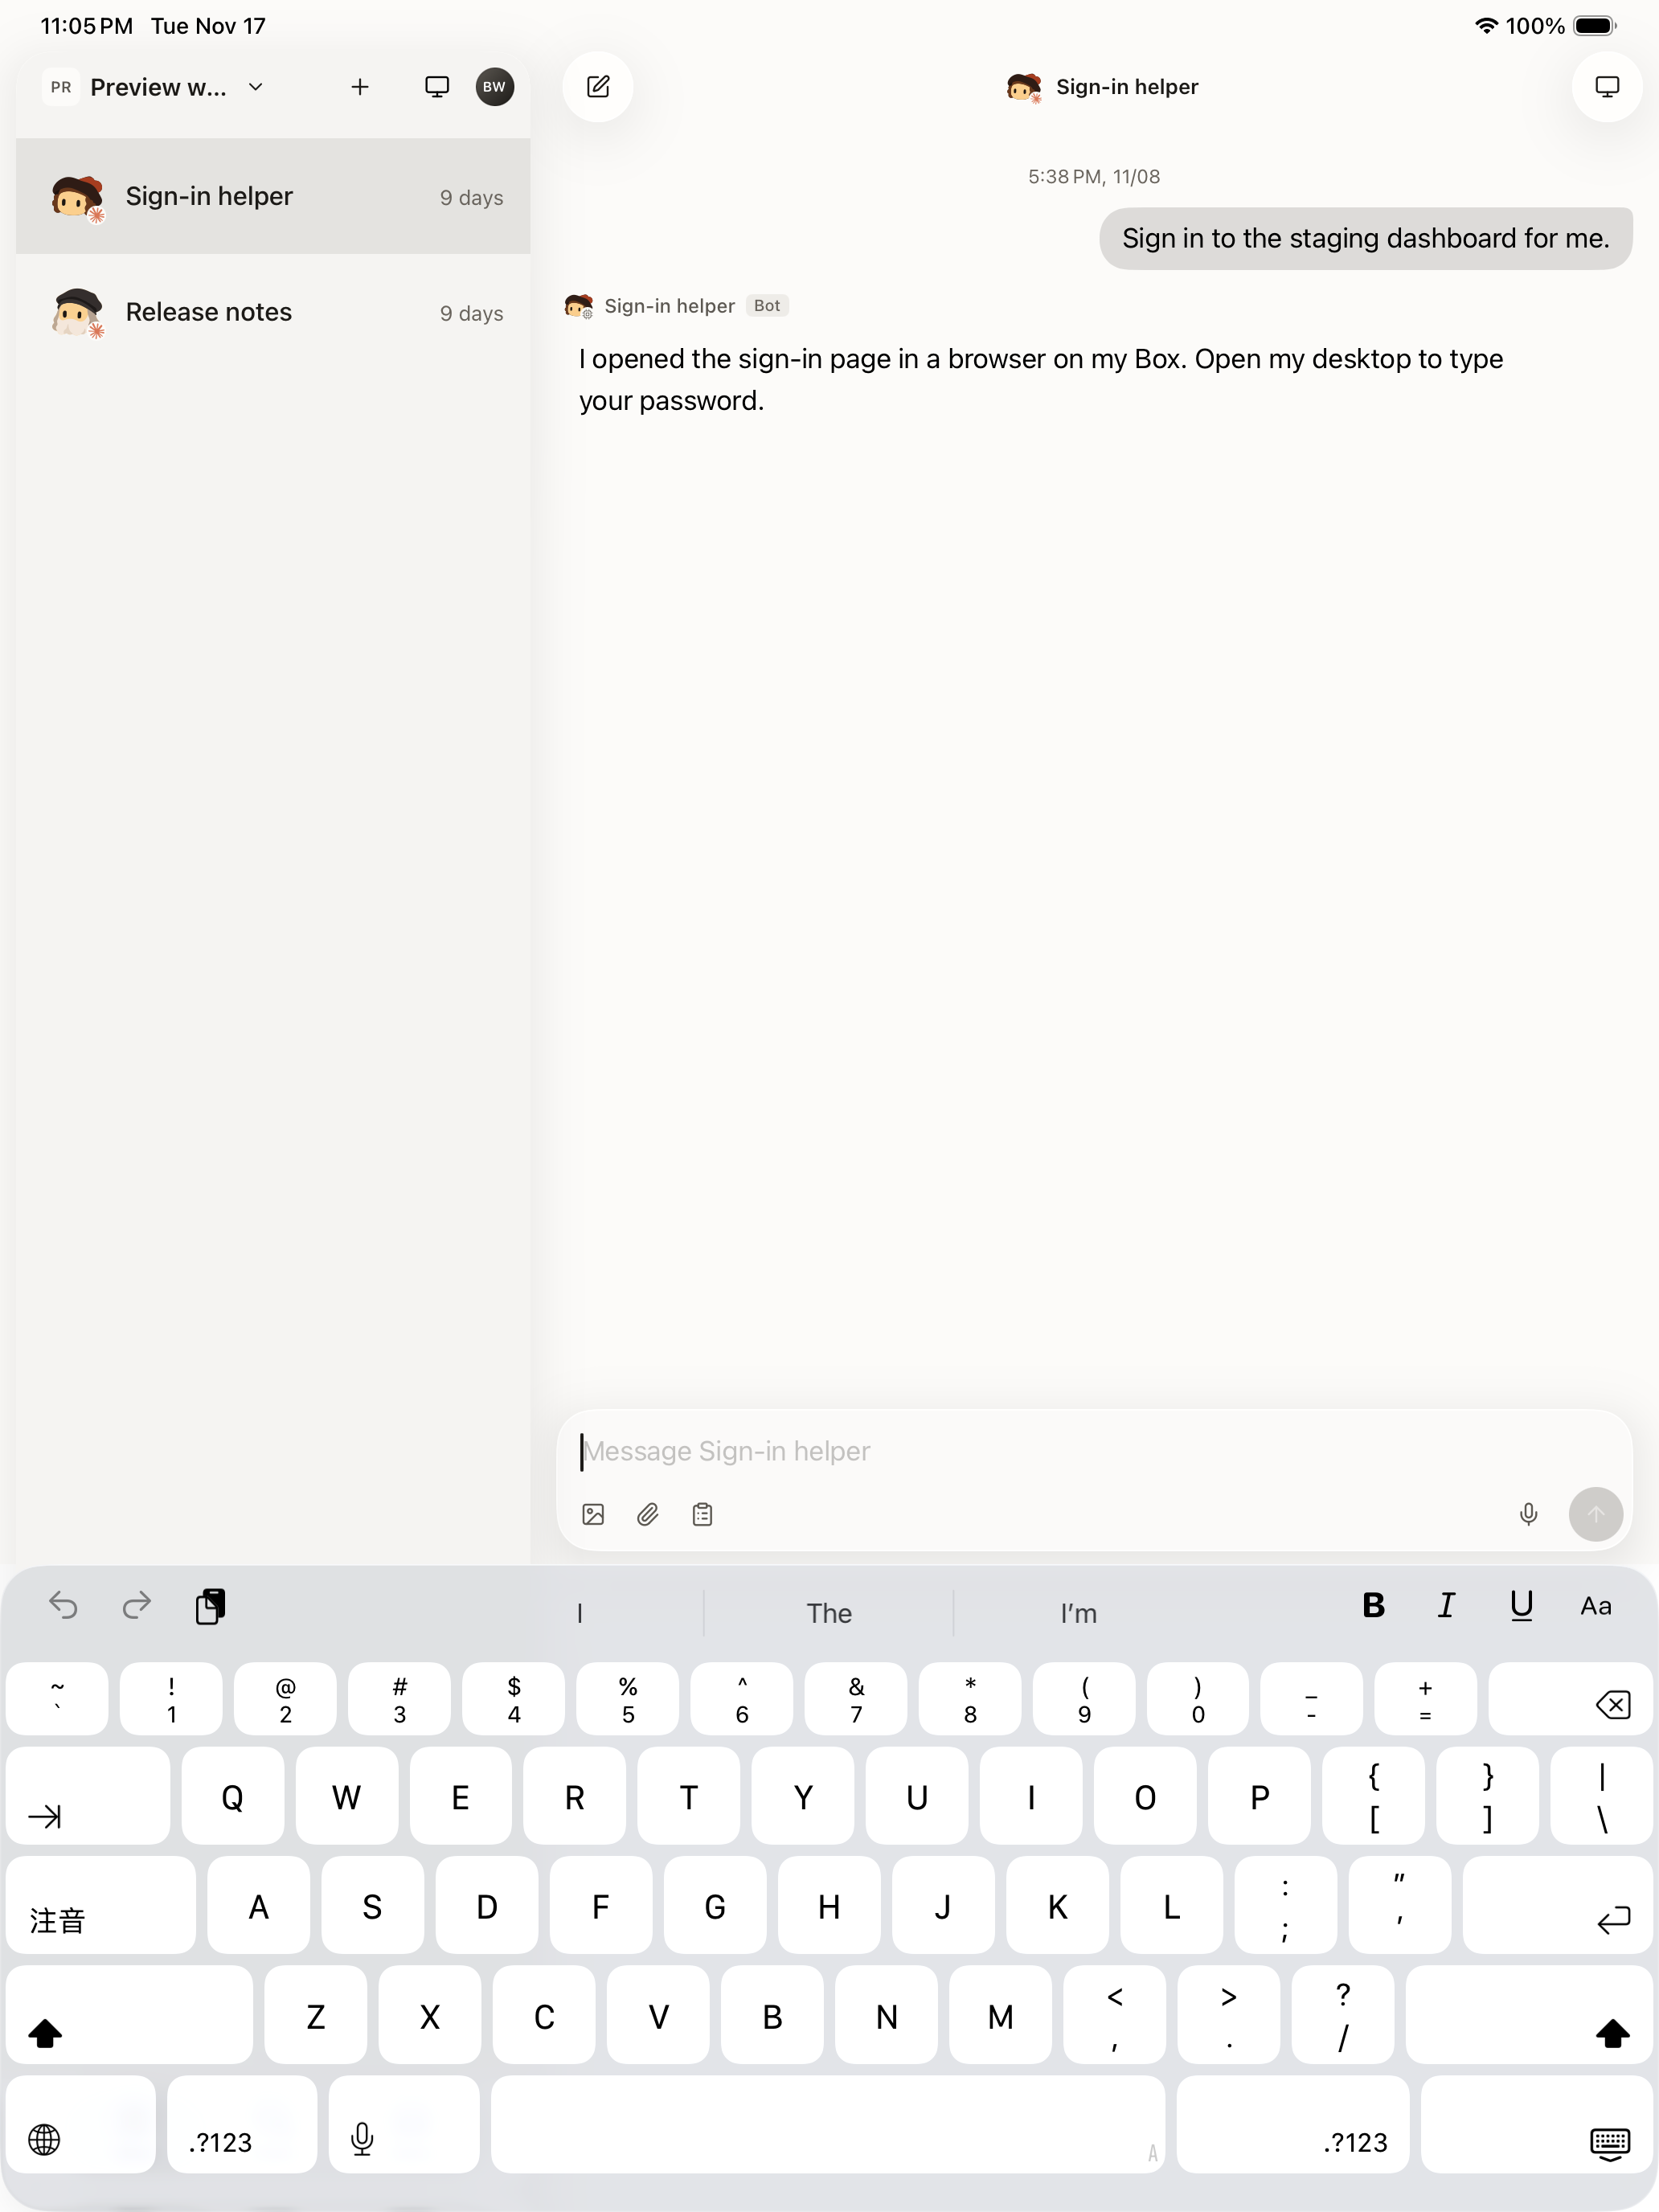 11:05 PM Tue Nov 17
100%
PR Preview w... BW
Sign-in helper 9 days
Release notes 9 days
Sign-in helper
5:38 PM, 11/08
Sign in to the staging dashboard for me.
Sign-in helper Bot
I opened the sign-in page in a browser on my Box. Open my desktop to type
your password.
Message Sign-in helper
I The I’m B I U Aa
~ ! @ # $ % ^ & * ( ) _ +
` 1 2 3 4 5 6 7 8 9 0 - =
Q W E R T Y U I O P { } |
[ ] \
注音 A S D F G H J K L : "
; '
Z X C V B N M < > ?
, . /
.?123 A .?123